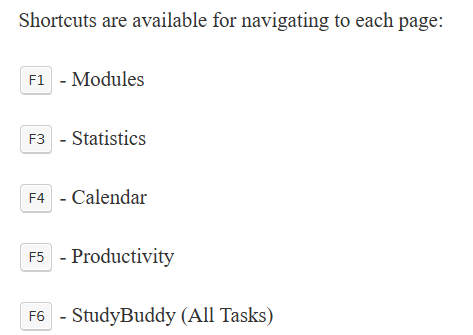 Shortcuts are available for navigating to each page:
F1 - Modules
F3 - Statistics
F4 - Calendar
F5 - Productivity
F6 - StudyBuddy (All Tasks)